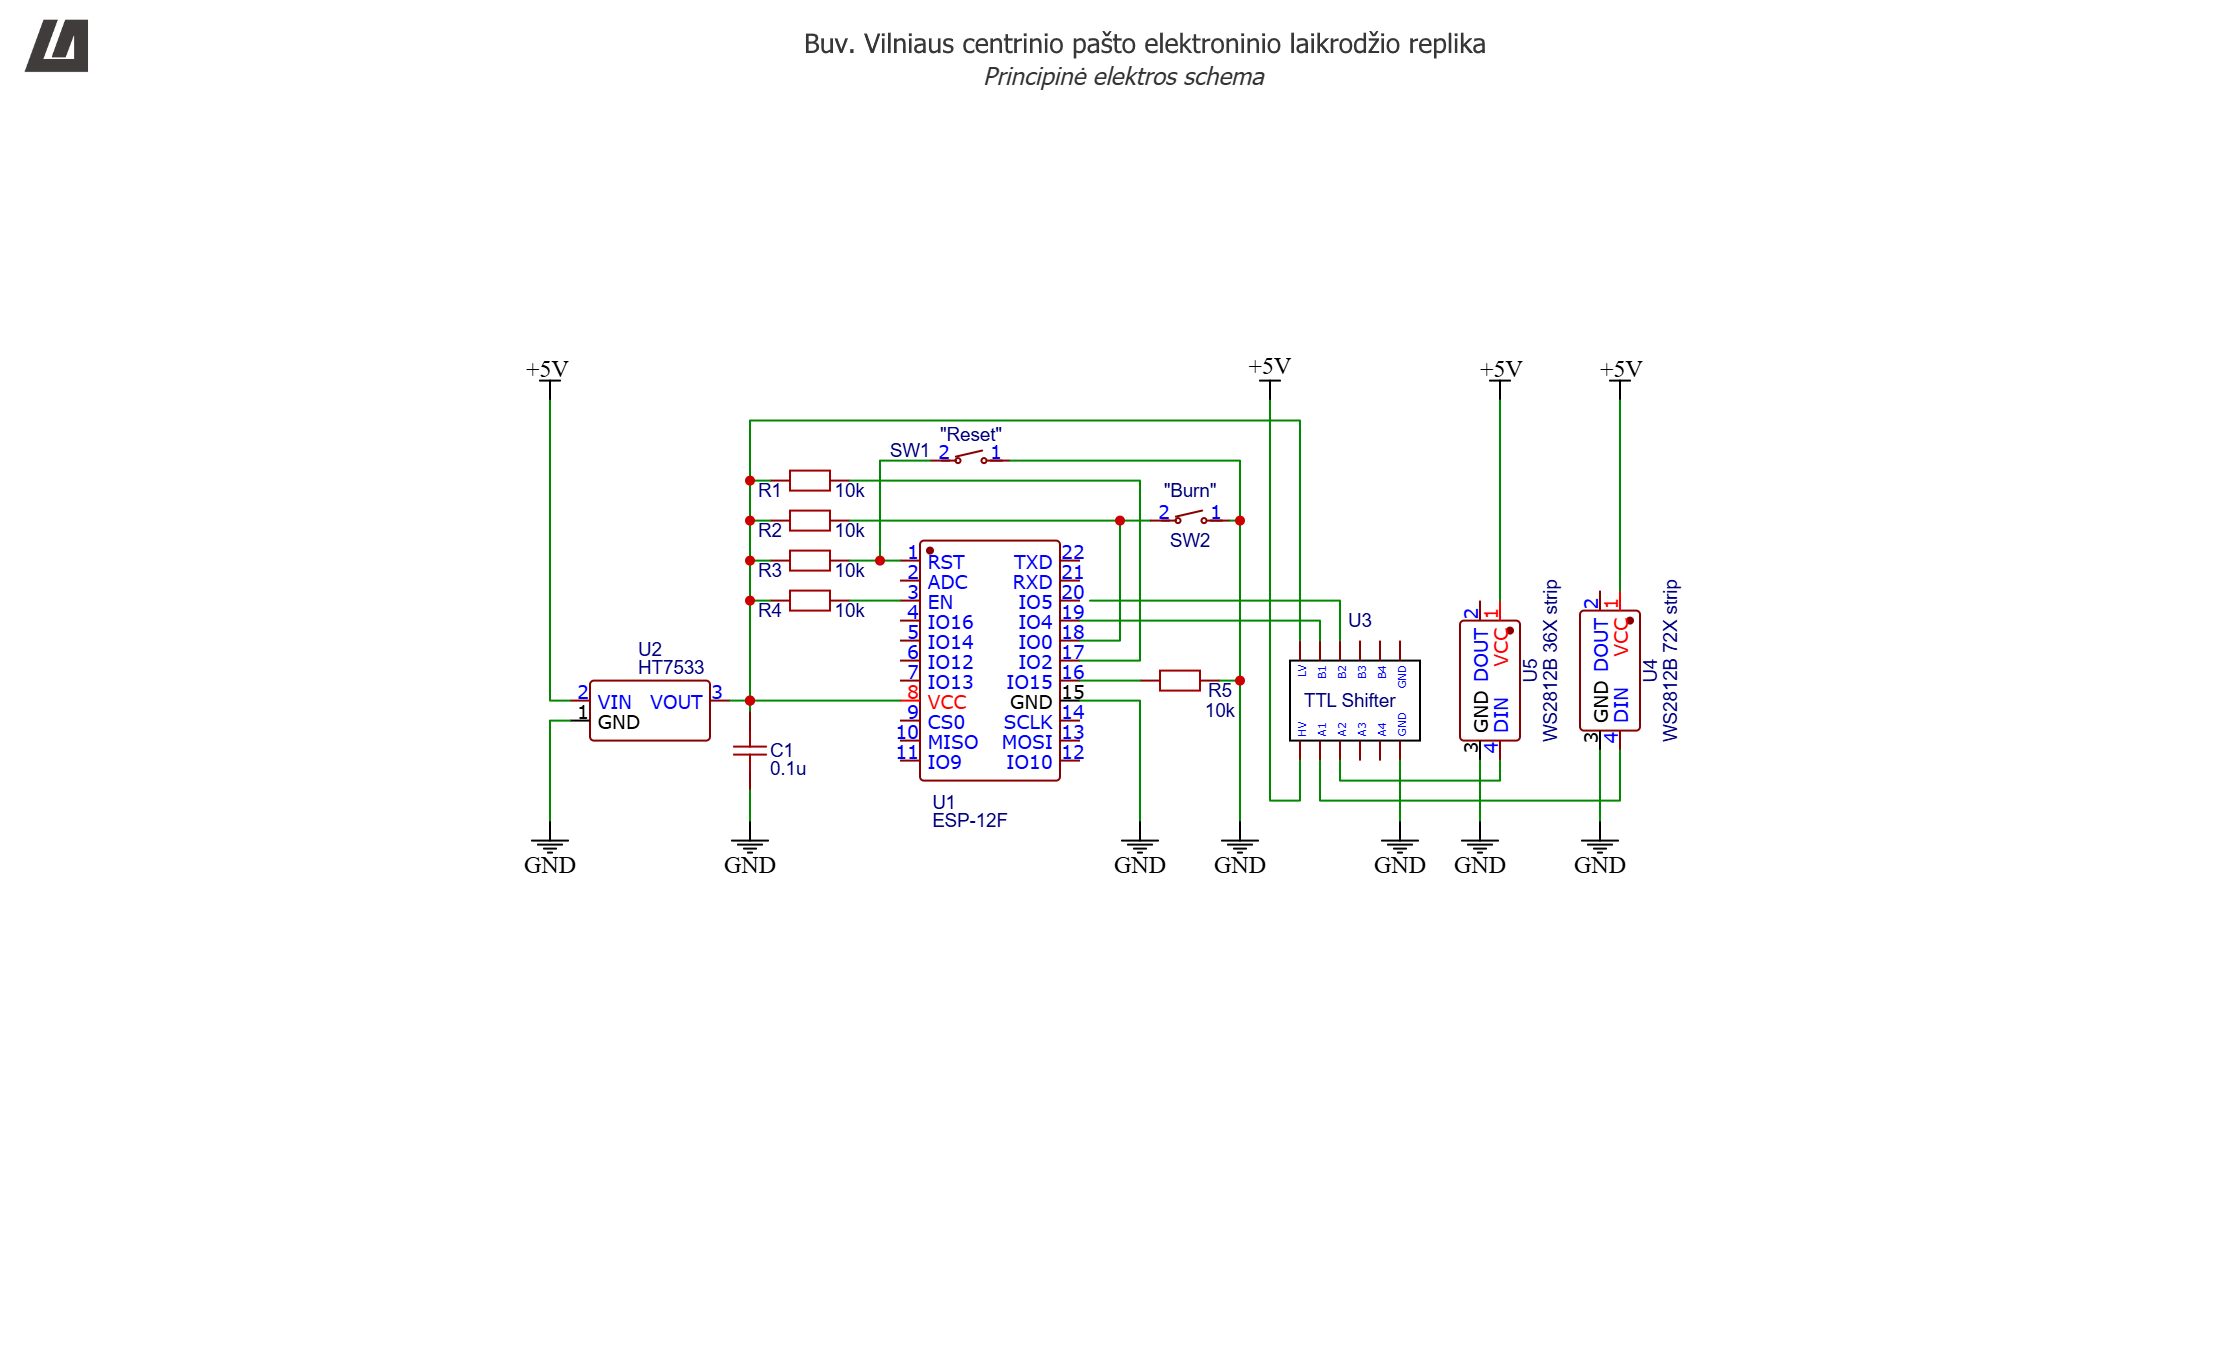 Buv. Vilniaus centrinio pašto elektroninio laikrodžio replika
Principinė elektros schema
+5V
+5V
+5V
+5V
"Reset"
SW1
2
1
R1
10k
"Burn"
2
1
SW2
R2
10k
R3
10k
R4
10k
1 RST
2 ADC
3 EN
4 IO16
5 IO14
6 IO12
7 IO13
8 VCC
9 CS0
10 MISO
11 IO9
TXD 22
RXD 21
IO5 20
IO4 19
IO0 18
IO2 17
IO15 16
GND 15
SCLK 14
MOSI 13
IO10 12
U1
ESP-12F
U2
HT7533
2 VIN
VOUT 3
1 GND
C1
0.1u
R5
10k
U3
LV B1 B2 B3 B4 GND
TTL Shifter
HV A1 A2 A3 A4 GND
2 DOUT
1 VCC
3 GND
4 DIN
U5
WS2812B 36X strip
2 DOUT
1 VCC
3 GND
4 DIN
U4
WS2812B 72X strip
GND
GND
GND
GND
GND
GND
GND